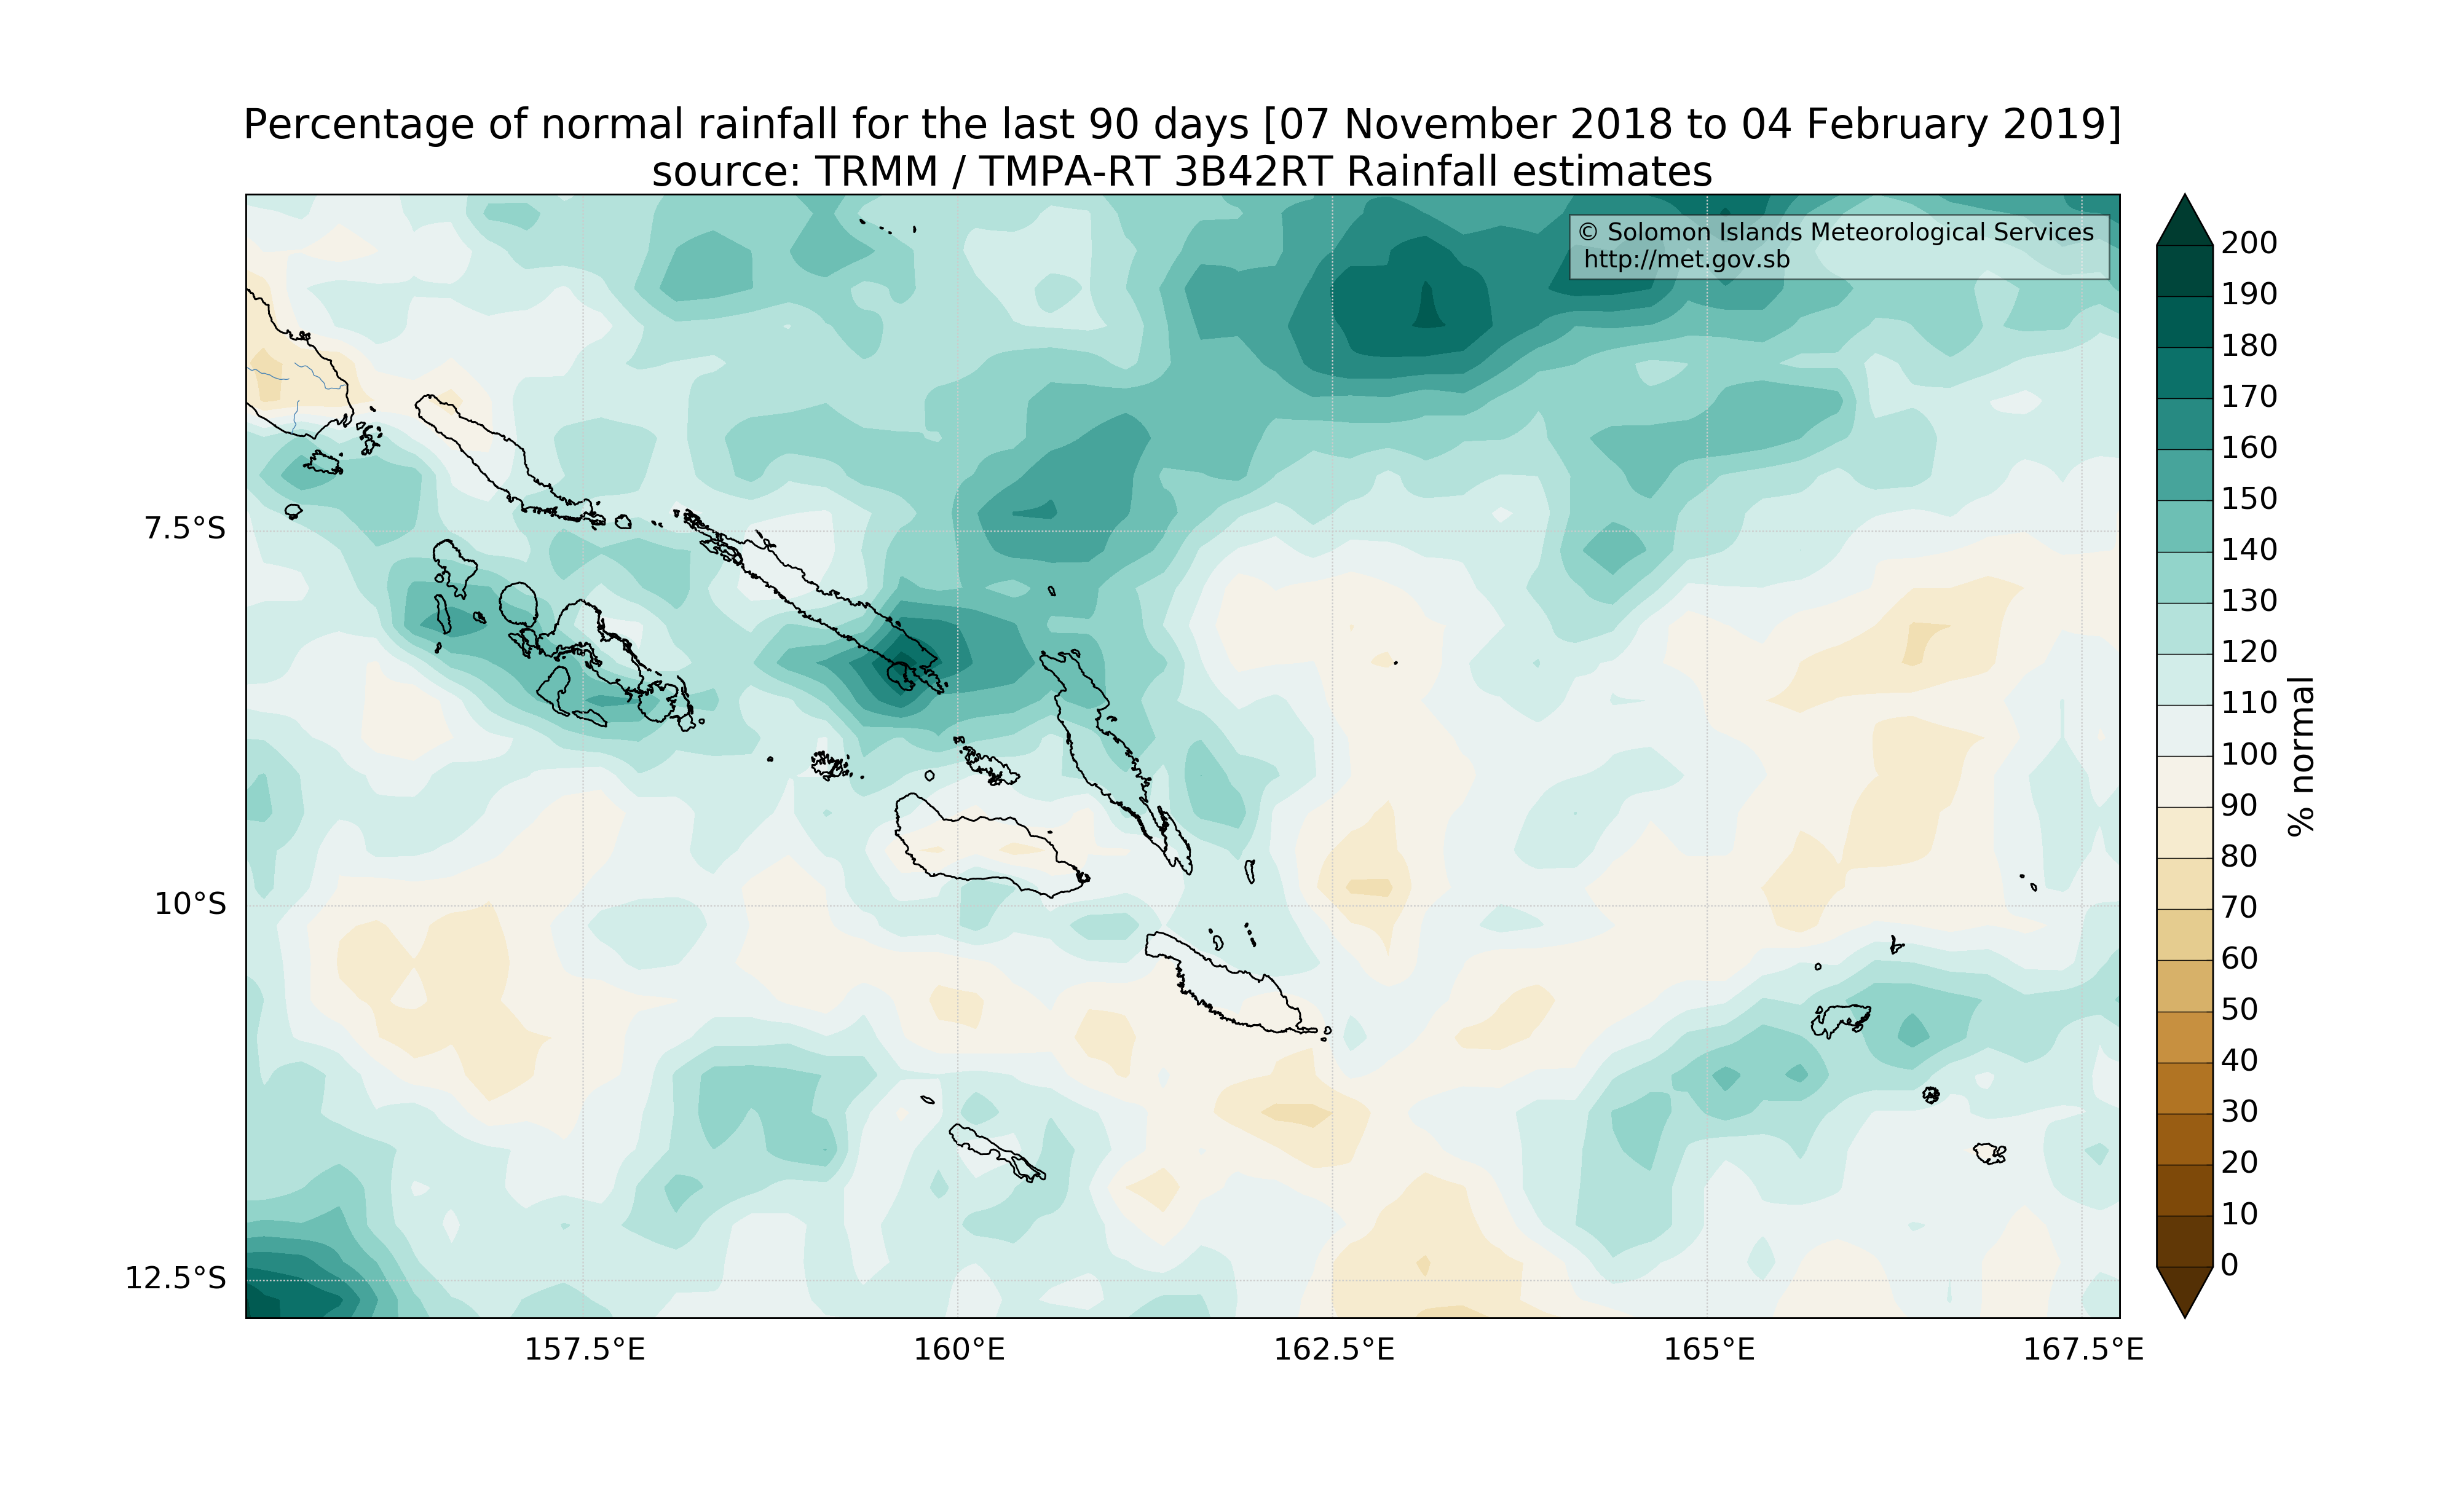 Percentage of normal rainfall for the last 90 days [07 November 2018 to 04 February 2019]
source: TRMM / TMPA-RT 3B42RT Rainfall estimates
© Solomon Islands Meteorological Services
http://met.gov.sb
7.5°S
10°S
12.5°S
157.5°E
160°E
162.5°E
165°E
167.5°E
200
190
180
170
160
150
140
130
120
110
100
90
80
70
60
50
40
30
20
10
0
% normal